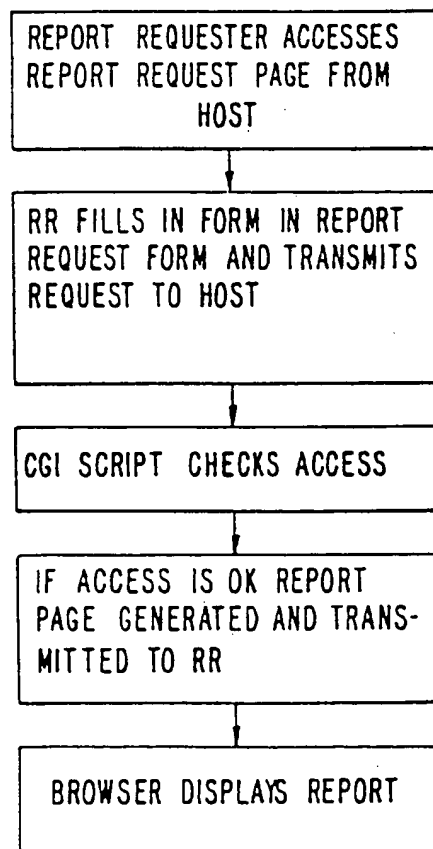 REPORT REQUESTER ACCESSES
REPORT REQUEST PAGE FROM
HOST
RR FILLS IN FORM IN REPORT
REQUEST FORM AND TRANSMITS
REQUEST TO HOST
CGI SCRIPT CHECKS ACCESS
IF ACCESS IS OK REPORT
PAGE GENERATED AND TRANS-
MITTED TO RR
BROWSER DISPLAYS REPORT